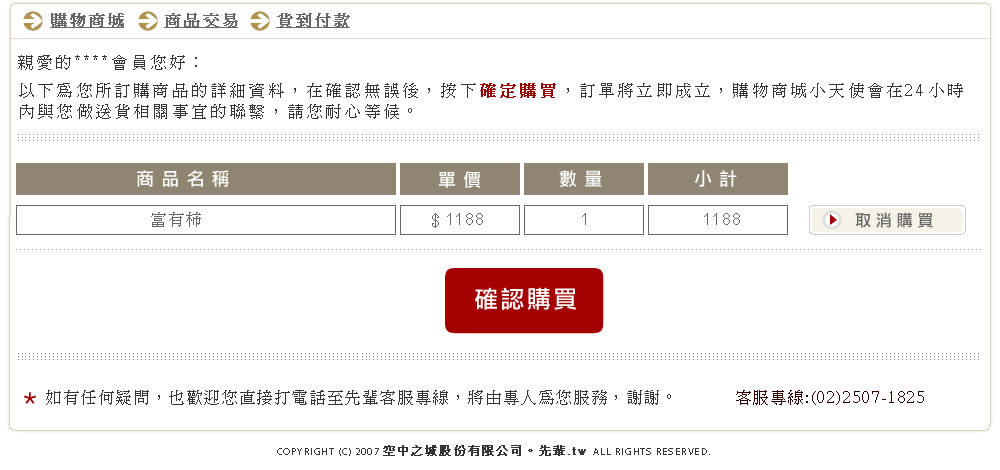 購物商城 商品交易 貨到付款
親愛的****會員您好：
以下為您所訂購商品的詳細資料，在確認無誤後，按下確定購買，訂單將立即成立，購物商城小天使會在24小時
內與您做送貨相關事宜的聯繫，請您耐心等候。
商品名稱 單價 數量 小計
富有柿 $1188 1 1188 取消購買
確認購買
* 如有任何疑問，也歡迎您直接打電話至先輩客服專線，將由專人為您服務，謝謝。 客服專線:(02)2507-1825
COPYRIGHT (C) 2007 空中之城股份有限公司。先輩.tw ALL RIGHTS RESERVED.